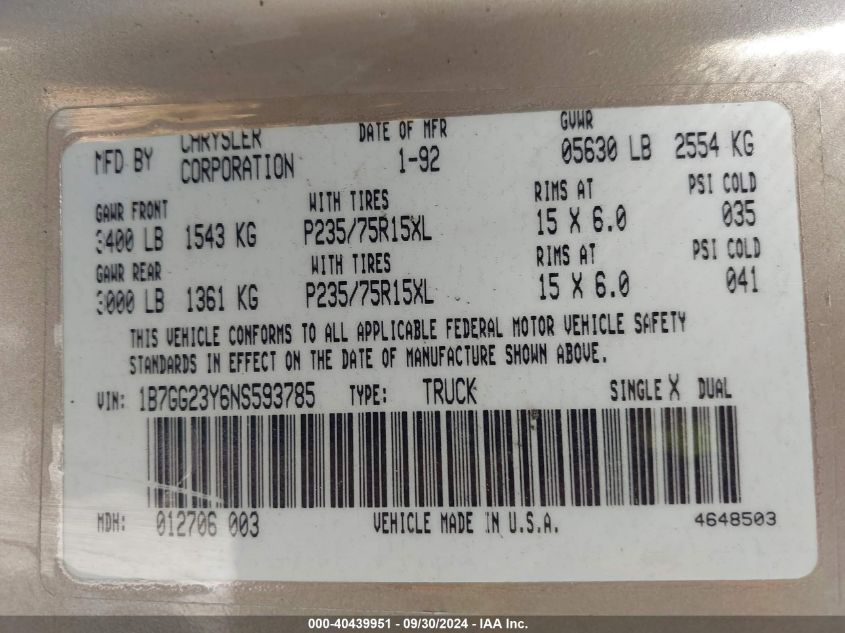 MFD BY CHRYSLER CORPORATION DATE OF MFR 1-92 GVWR 05630 LB 2554 KG
GAWR FRONT WITH TIRES RIMS AT PSI COLD
3400 LB 1543 KG P235/75R15XL 15 X 6.0 035
GAWR REAR WITH TIRES RIMS AT PSI COLD
3000 LB 1361 KG P235/75R15XL 15 X 6.0 041
THIS VEHICLE CONFORMS TO ALL APPLICABLE FEDERAL MOTOR VEHICLE SAFETY
STANDARDS IN EFFECT ON THE DATE OF MANUFACTURE SHOWN ABOVE.
VIN: 1B7GG23Y6NS593785 TYPE: TRUCK SINGLE X DUAL
MDH: 012706 003 VEHICLE MADE IN U.S.A. 4648503
000-40439951 - 09/30/2024 - IAA Inc.